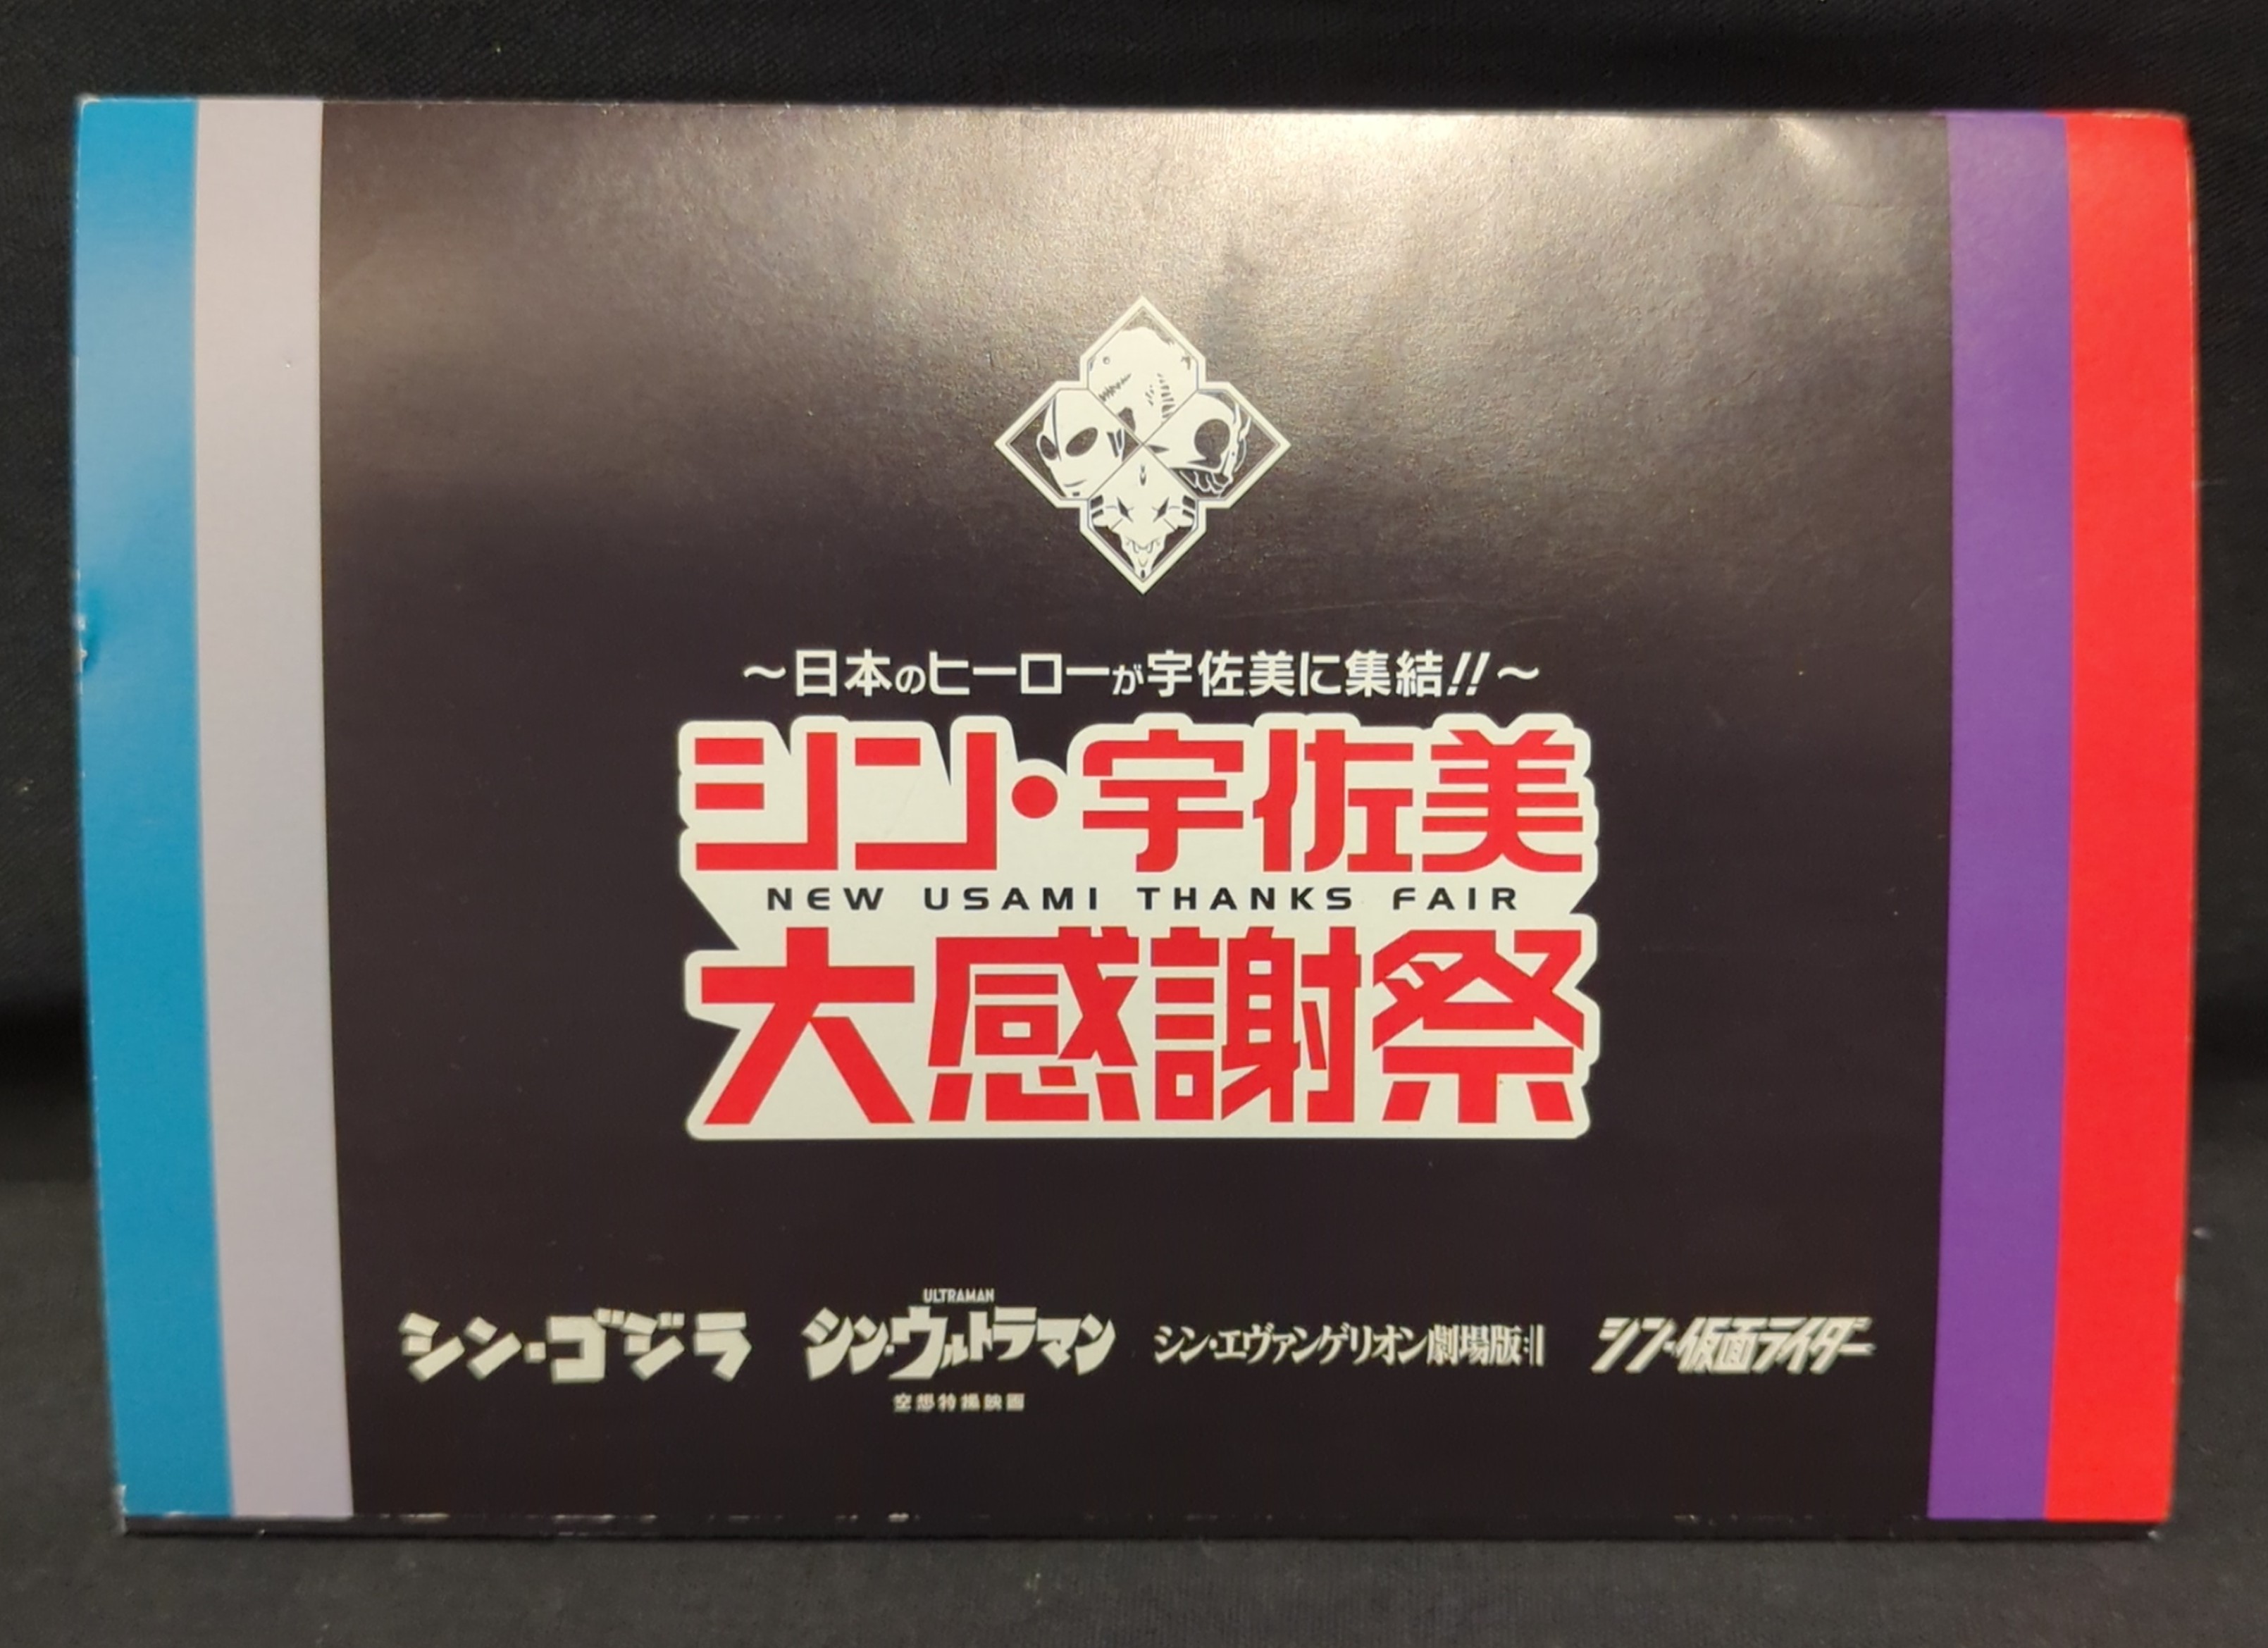 ～日本のヒーローが宇佐美に集結!!～
シン・宇佐美
NEW USAMI THANKS FAIR
大感謝祭
シン・ゴジラ
ULTRAMAN
シン・ウルトラマン
空想特撮映画
シン・エヴァンゲリオン劇場版𝄇
シン・仮面ライダー